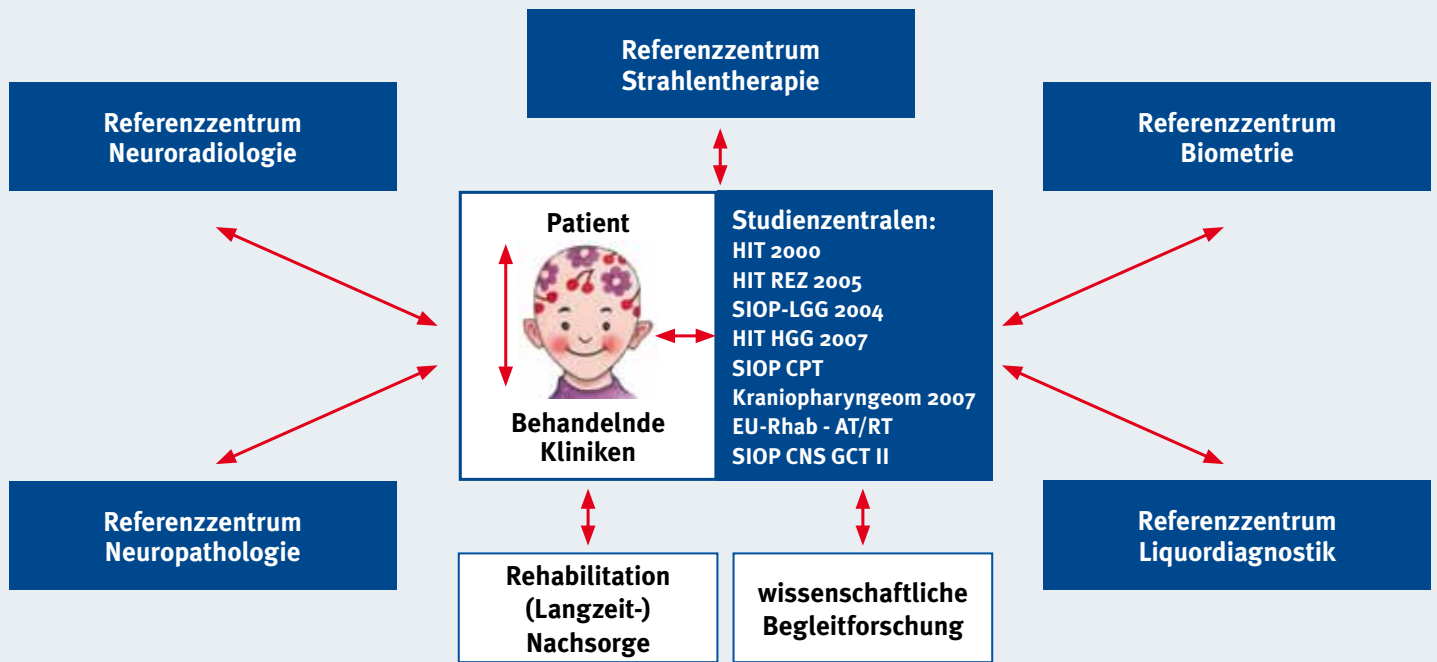 Referenzzentrum
Strahlentherapie
Referenzzentrum
Neuroradiologie
Referenzzentrum
Biometrie
Patient
Behandelnde
Kliniken
Studienzentralen:
HIT 2000
HIT REZ 2005
SIOP-LGG 2004
HIT HGG 2007
SIOP CPT
Kraniopharyngeom 2007
EU-Rhab - AT/RT
SIOP CNS GCT II
Referenzzentrum
Neuropathologie
Referenzzentrum
Liquordiagnostik
Rehabilitation
(Langzeit-)
Nachsorge
wissenschaftliche
Begleitforschung